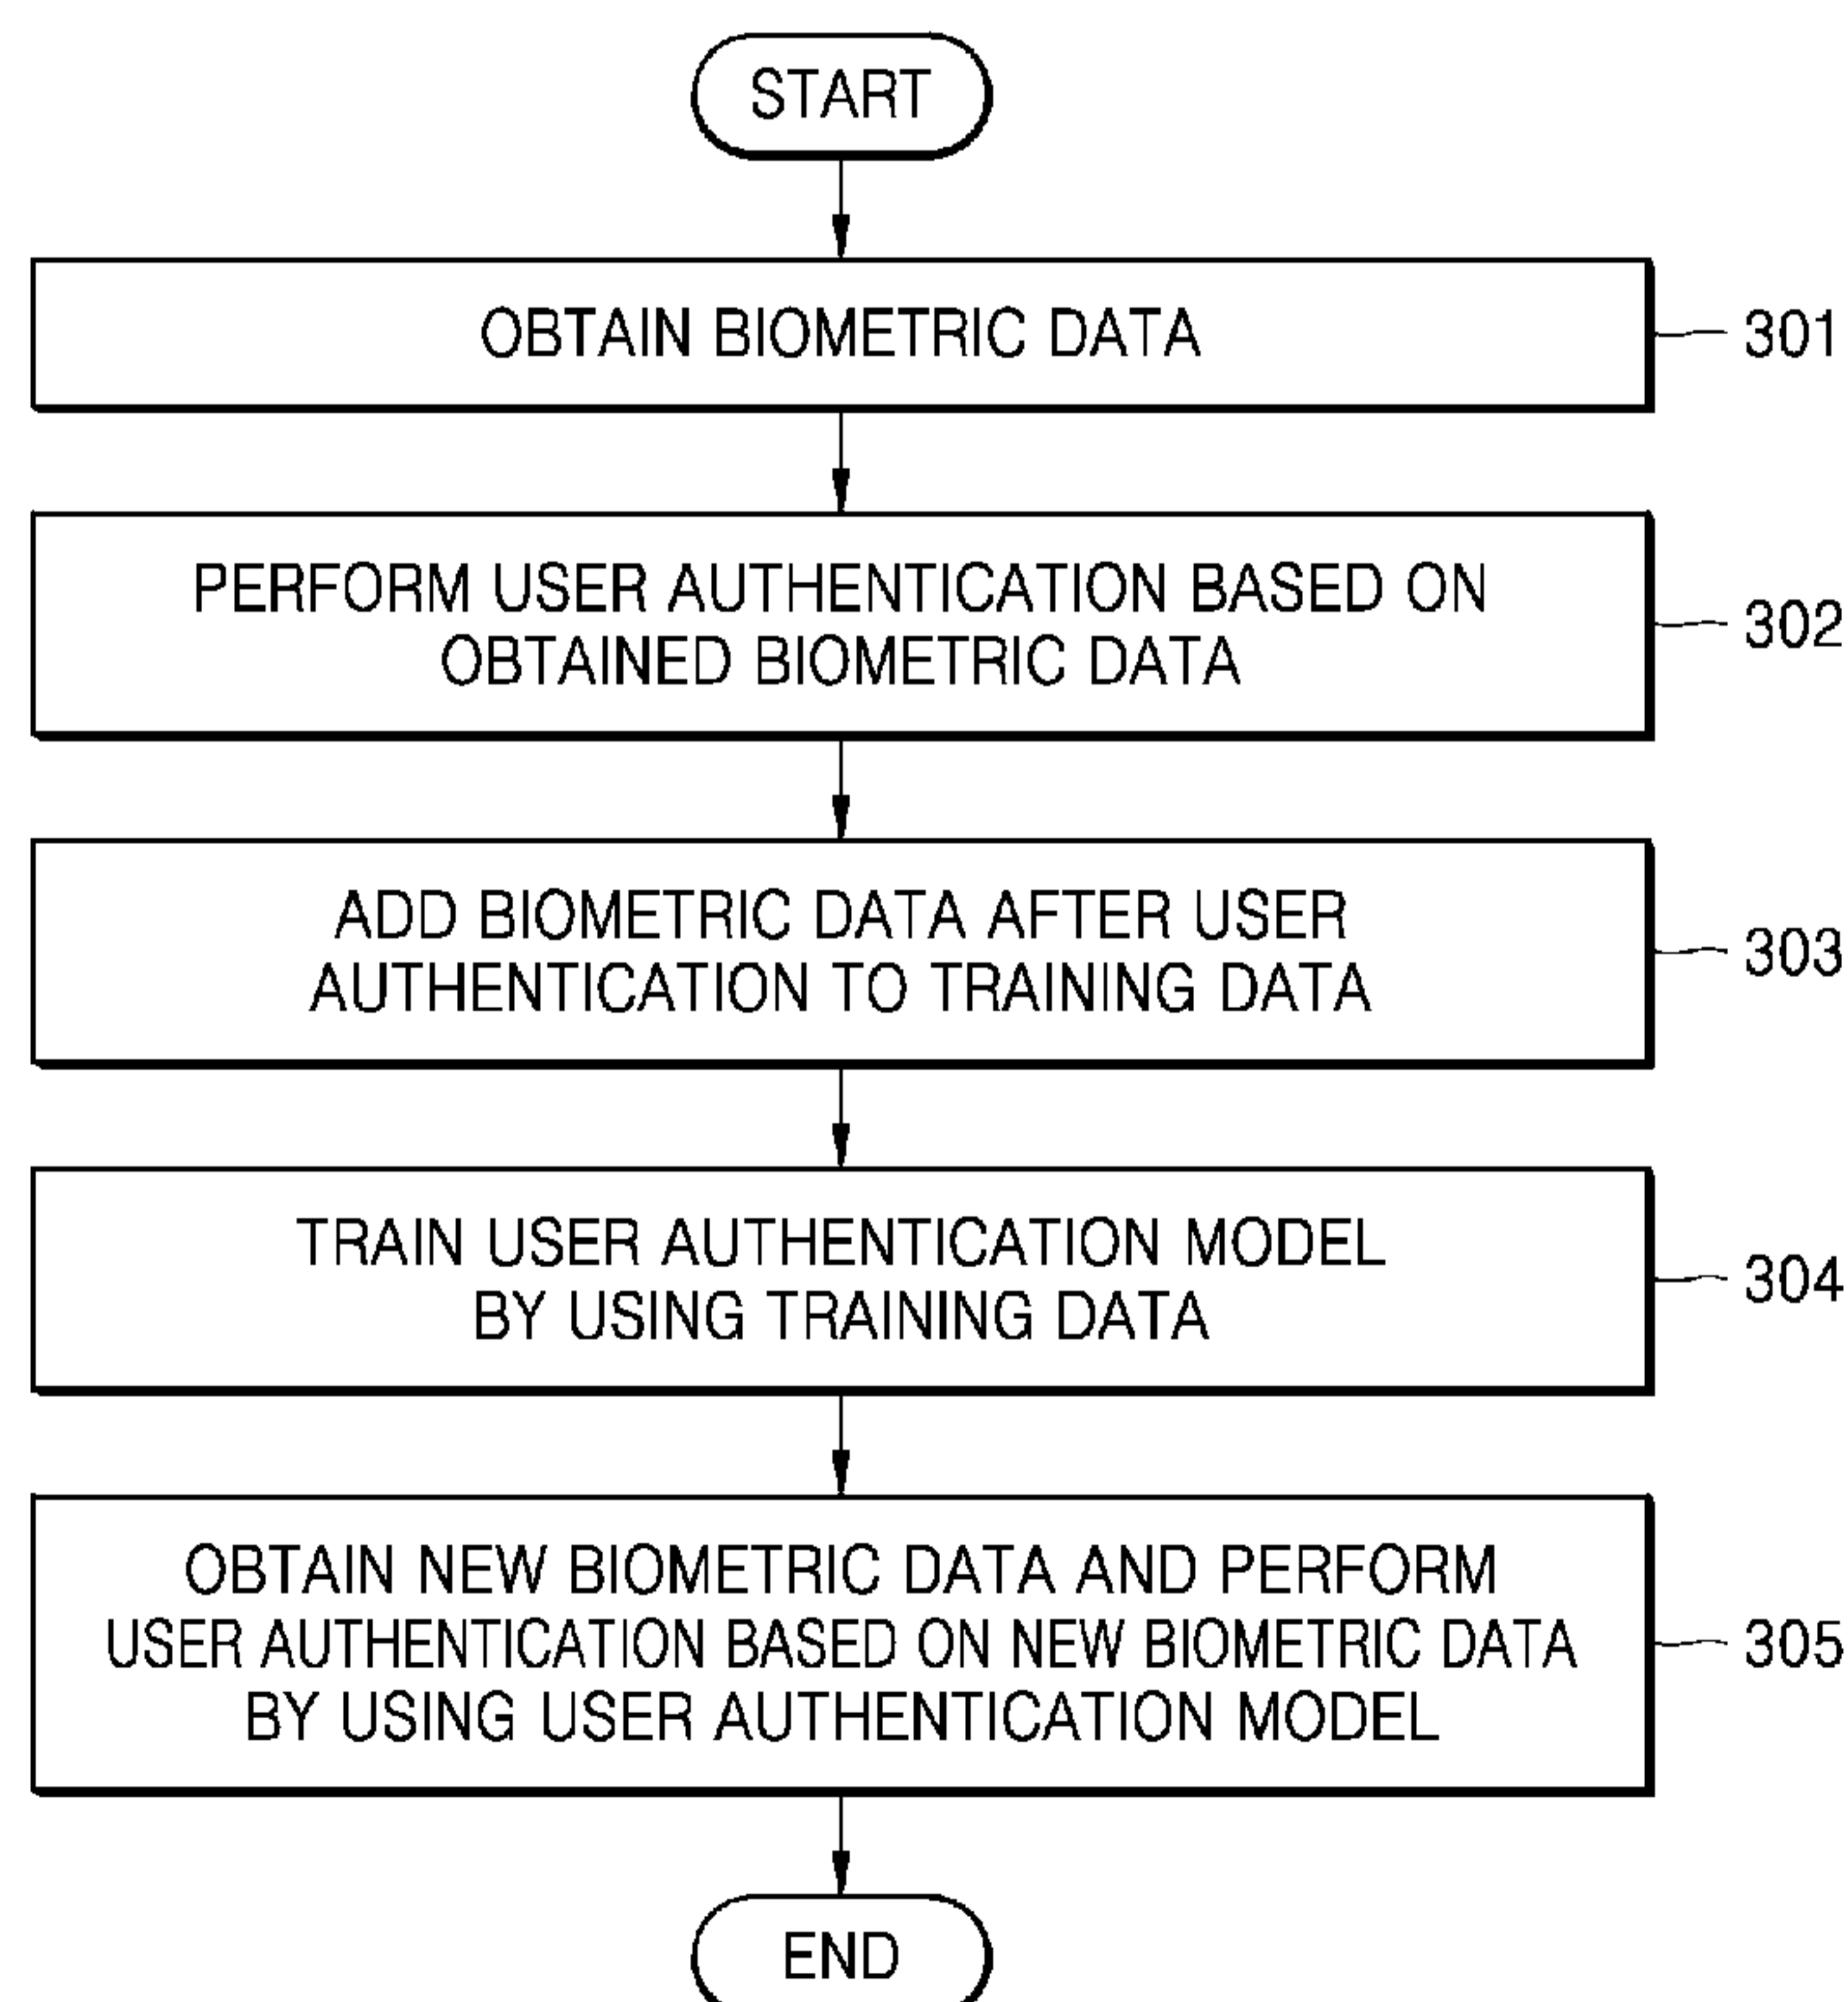 START
OBTAIN BIOMETRIC DATA
301
PERFORM USER AUTHENTICATION BASED ON
OBTAINED BIOMETRIC DATA
302
ADD BIOMETRIC DATA AFTER USER
AUTHENTICATION TO TRAINING DATA
303
TRAIN USER AUTHENTICATION MODEL
BY USING TRAINING DATA
304
OBTAIN NEW BIOMETRIC DATA AND PERFORM
USER AUTHENTICATION BASED ON NEW BIOMETRIC DATA
BY USING USER AUTHENTICATION MODEL
305
END